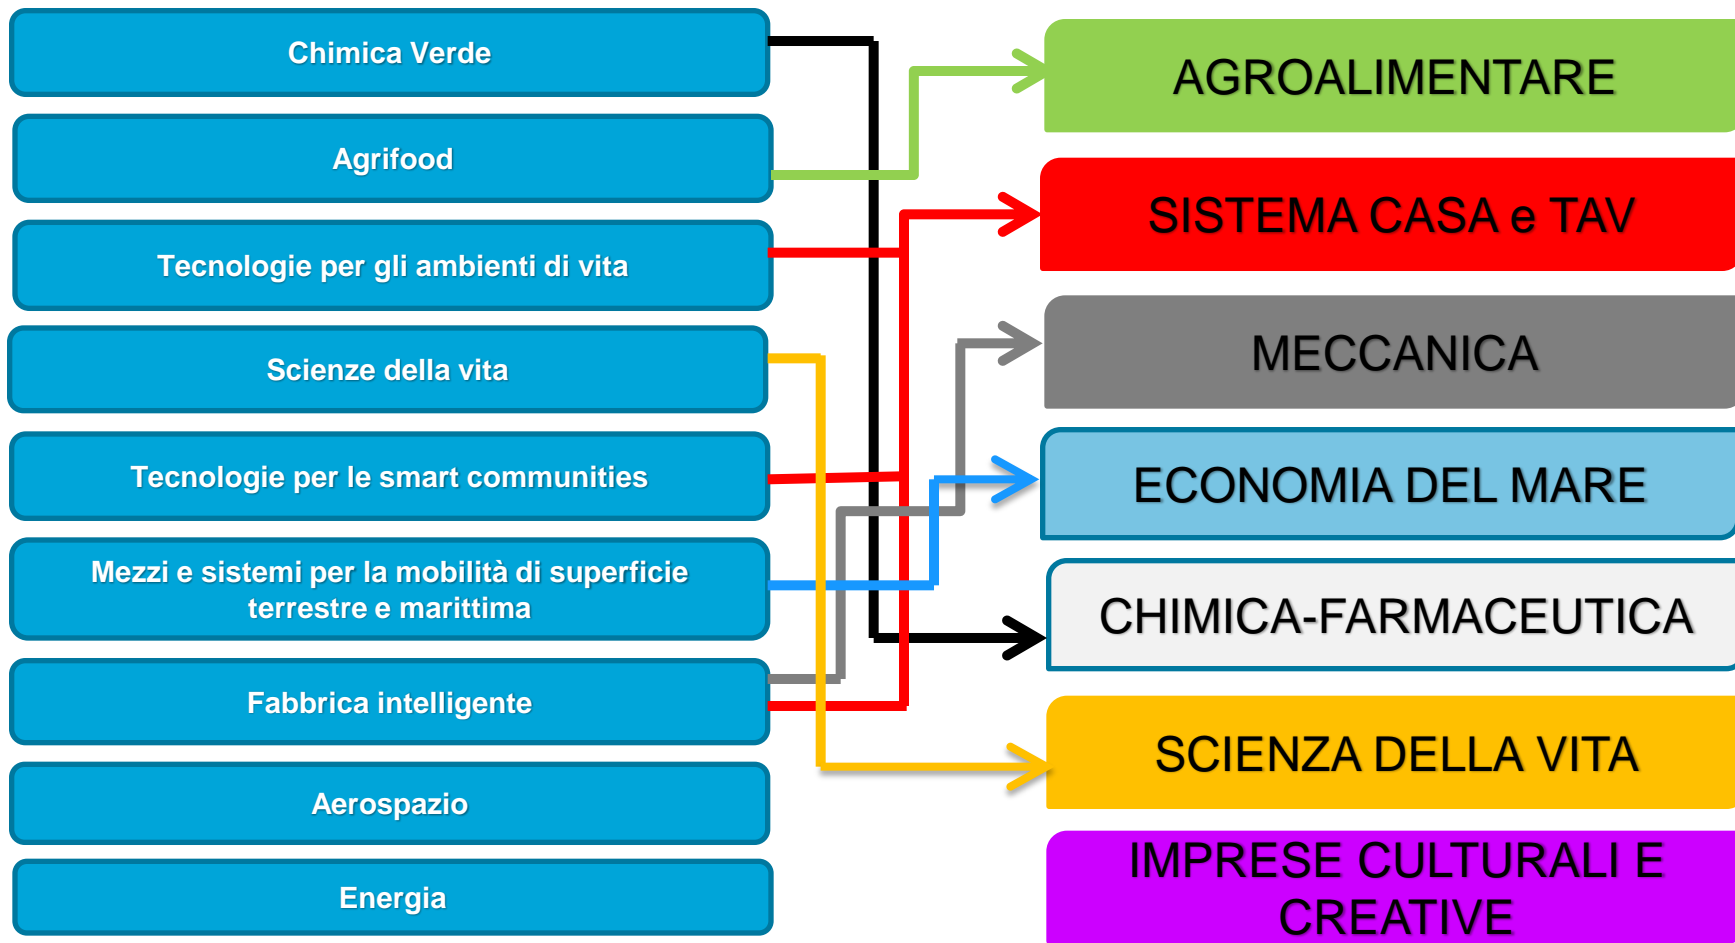 Chimica Verde
Agrifood
Tecnologie per gli ambienti di vita
Scienze della vita
Tecnologie per le smart communities
Mezzi e sistemi per la mobilità di superficie
terrestre e marittima
Fabbrica intelligente
Aerospazio
Energia
AGROALIMENTARE
SISTEMA CASA e TAV
MECCANICA
ECONOMIA DEL MARE
CHIMICA-FARMACEUTICA
SCIENZA DELLA VITA
IMPRESE CULTURALI E
CREATIVE